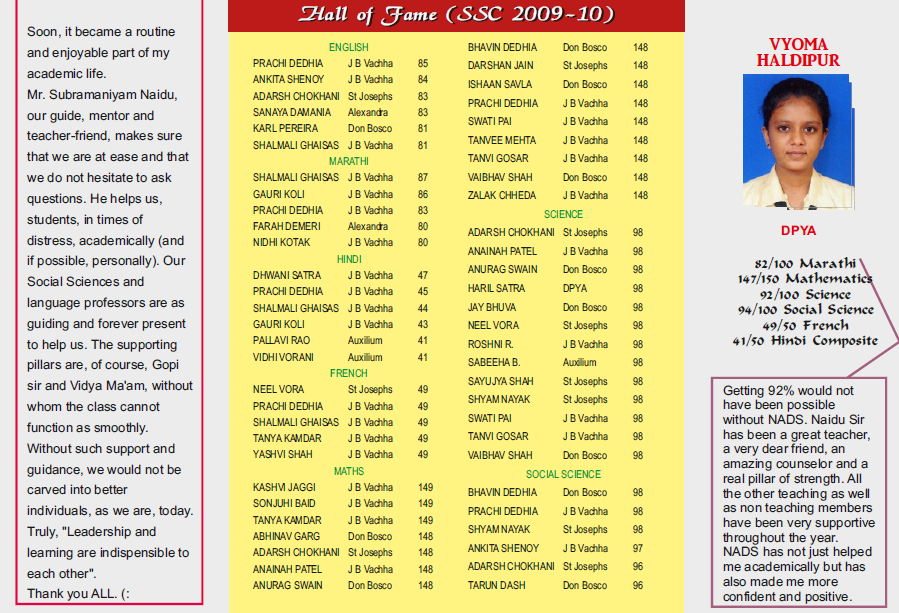 Soon, it became a routine
and enjoyable part of my
academic life.
Mr. Subramaniyam Naidu,
our guide, mentor and
teacher-friend, makes sure
that we are at ease and that
we do not hesitate to ask
questions. He helps us,
students, in times of
distress, academically (and
if possible, personally). Our
Social Sciences and
language professors are as
guiding and forever present
to help us. The supporting
pillars are, of course, Gopi
sir and Vidya Ma'am, without
whom the class cannot
function as smoothly.
Without such support and
guidance, we would not be
carved into better
individuals, as we are, today.
Truly, "Leadership and
learning are indispensible to
each other".
Thank you ALL. (:
Hall of Fame (SSC 2009-10)
ENGLISH
PRACHI DEDHIA J B Vachha 85
ANKITA SHENOY J B Vachha 84
ADARSH CHOKHANI St Josephs 83
SANAYA DAMANIA Alexandra 83
KARL PEREIRA Don Bosco 81
SHALMALI GHAISAS J B Vachha 81
MARATHI
SHALMALI GHAISAS J B Vachha 87
GAURI KOLI J B Vachha 86
PRACHI DEDHIA J B Vachha 83
FARAH DEMERI Alexandra 80
NIDHI KOTAK J B Vachha 80
HINDI
DHWANI SATRA J B Vachha 47
PRACHI DEDHIA J B Vachha 45
SHALMALI GHAISAS J B Vachha 44
GAURI KOLI J B Vachha 43
PALLAVI RAO Auxilium 41
VIDHI VORANI Auxilium 41
FRENCH
NEEL VORA St Josephs 49
PRACHI DEDHIA J B Vachha 49
SHALMALI GHAISAS J B Vachha 49
TANYA KAMDAR J B Vachha 49
YASHVI SHAH J B Vachha 49
MATHS
KASHVI JAGGI J B Vachha 149
SONJUHI BAID J B Vachha 149
TANYA KAMDAR J B Vachha 149
ABHINAV GARG Don Bosco 148
ADARSH CHOKHANI St Josephs 148
ANAINAH PATEL J B Vachha 148
ANURAG SWAIN Don Bosco 148
BHAVIN DEDHIA Don Bosco 148
DARSHAN JAIN St Josephs 148
ISHAAN SAVLA Don Bosco 148
PRACHI DEDHIA J B Vachha 148
SWATI PAI J B Vachha 148
TANVEE MEHTA J B Vachha 148
TANVI GOSAR J B Vachha 148
VAIBHAV SHAH Don Bosco 148
ZALAK CHHEDA J B Vachha 148
SCIENCE
ADARSH CHOKHANI St Josephs 98
ANAINAH PATEL J B Vachha 98
ANURAG SWAIN Don Bosco 98
HARIL SATRA DPYA 98
JAY BHUVA Don Bosco 98
NEEL VORA St Josephs 98
ROSHNI R. J B Vachha 98
SABEEHA B. Auxilium 98
SAYUJYA SHAH St Josephs 98
SHYAM NAYAK St Josephs 98
SWATI PAI J B Vachha 98
TANVI GOSAR J B Vachha 98
VAIBHAV SHAH Don Bosco 98
SOCIAL SCIENCE
BHAVIN DEDHIA Don Bosco 98
PRACHI DEDHIA J B Vachha 98
SHYAM NAYAK St Josephs 98
ANKITA SHENOY J B Vachha 97
ADARSH CHOKHANI St Josephs 96
TARUN DASH Don Bosco 96
VYOMA
HALDIPUR
DPYA
82/100 Marathi
147/150 Mathematics
92/100 Science
94/100 Social Science
49/50 French
41/50 Hindi Composite
Getting 92% would not
have been possible
without NADS. Naidu Sir
has been a great teacher,
a very dear friend, an
amazing counselor and a
real pillar of strength. All
the other teaching as well
as non teaching members
have been very supportive
throughout the year.
NADS has not just helped
me academically but has
also made me more
confident and positive.